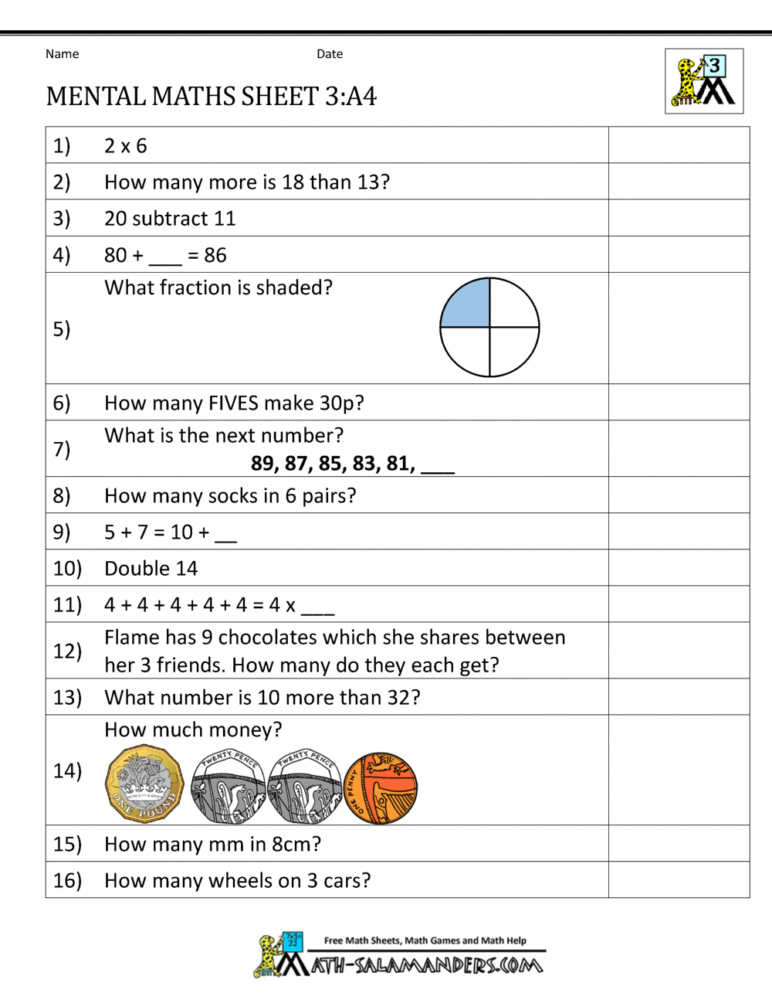 Name Date
3
MENTAL MATHS SHEET 3:A4
1) 2 x 6
2) How many more is 18 than 13?
3) 20 subtract 11
4) 80 + ___ = 86
What fraction is shaded?
5)
6) How many FIVES make 30p?
What is the next number?
7)
89, 87, 85, 83, 81, ___
8) How many socks in 6 pairs?
9) 5 + 7 = 10 + __
10) Double 14
11) 4 + 4 + 4 + 4 + 4 = 4 x ___
Flame has 9 chocolates which she shares between
12)
her 3 friends. How many do they each get?
13) What number is 10 more than 32?
How much money?
14)
ONE POUND
TWENTY PENCE
TWENTY PENCE
ONE PENNY
15) How many mm in 8cm?
16) How many wheels on 3 cars?
7x5=
35
Free Math Sheets, Math Games and Math Help
MATH-SALAMANDERS.COM